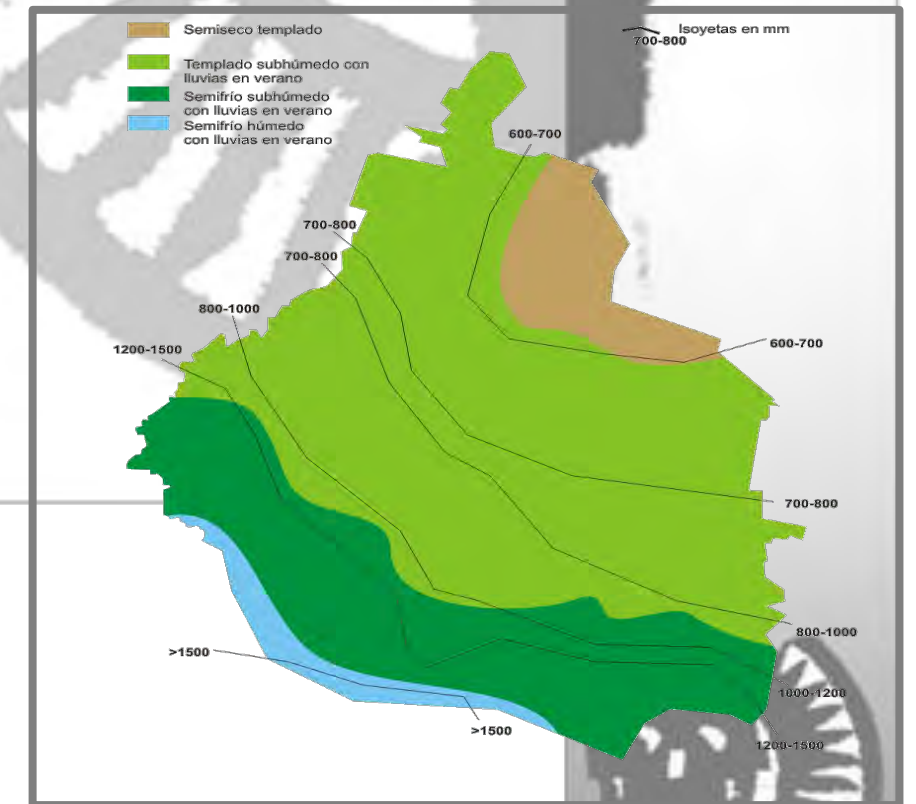 Semiseco templado
Templado subhúmedo con
lluvias en verano
Semifrío subhúmedo
con lluvias en verano
Semifrío húmedo
con lluvias en verano
Isoyetas en mm
700-800
600-700
700-800
700-800
800-1000
600-700
1200-1500
700-800
800-1000
>1500
1000-1200
>1500
1200-1500